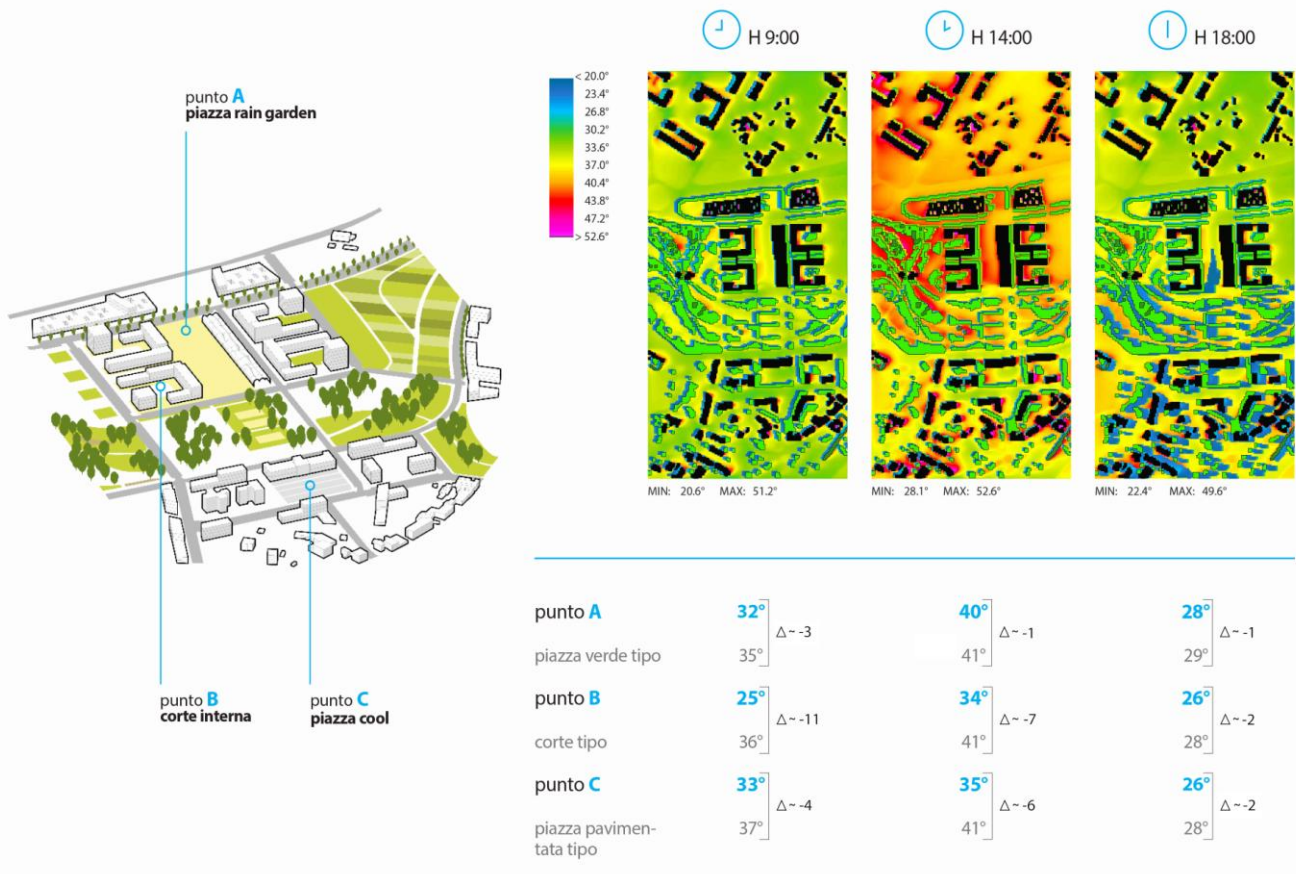 punto A
piazza rain garden
punto B
corte interna
punto C
piazza cool
H 9:00
H 14:00
H 18:00
< 20.0°
23.4°
26.8°
30.2°
33.6°
37.0°
40.4°
43.8°
47.2°
> 52.6°
MIN: 20.6° MAX: 51.2°
MIN: 28.1° MAX: 52.6°
MIN: 22.4° MAX: 49.6°
punto A 32° 40° 28°
Δ ~ -3 Δ ~ -1 Δ ~ -1
piazza verde tipo 35° 41° 29°
punto B 25° 34° 26°
Δ ~ -11 Δ ~ -7 Δ ~ -2
corte tipo 36° 41° 28°
punto C 33° 35° 26°
Δ ~ -4 Δ ~ -6 Δ ~ -2
piazza pavimen- 37° 41° 28°
tata tipo